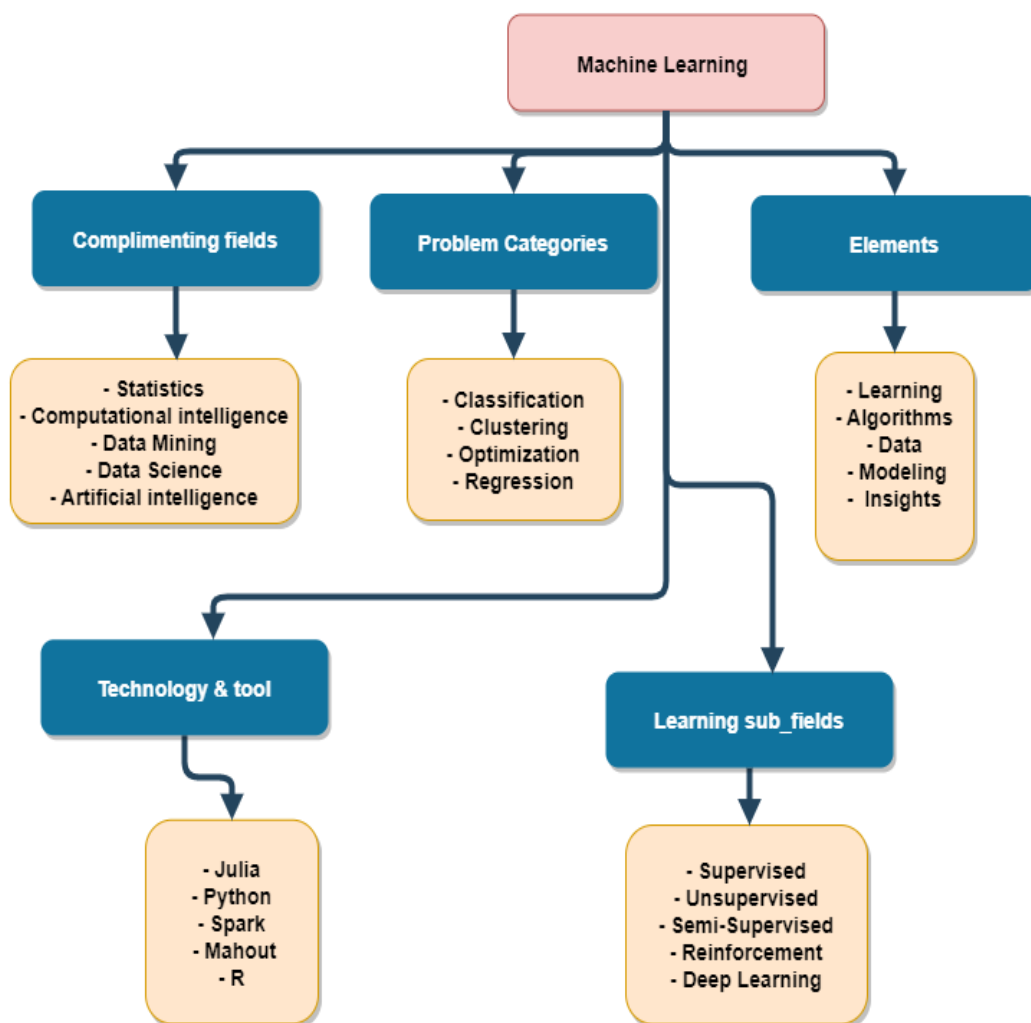 Machine Learning
Complimenting fields
Problem Categories
Elements
- Statistics
- Computational intelligence
- Data Mining
- Data Science
- Artificial intelligence
- Classification
- Clustering
- Optimization
- Regression
- Learning
- Algorithms
- Data
- Modeling
- Insights
Technology & tool
Learning sub_fields
- Julia
- Python
- Spark
- Mahout
- R
- Supervised
- Unsupervised
- Semi-Supervised
- Reinforcement
- Deep Learning